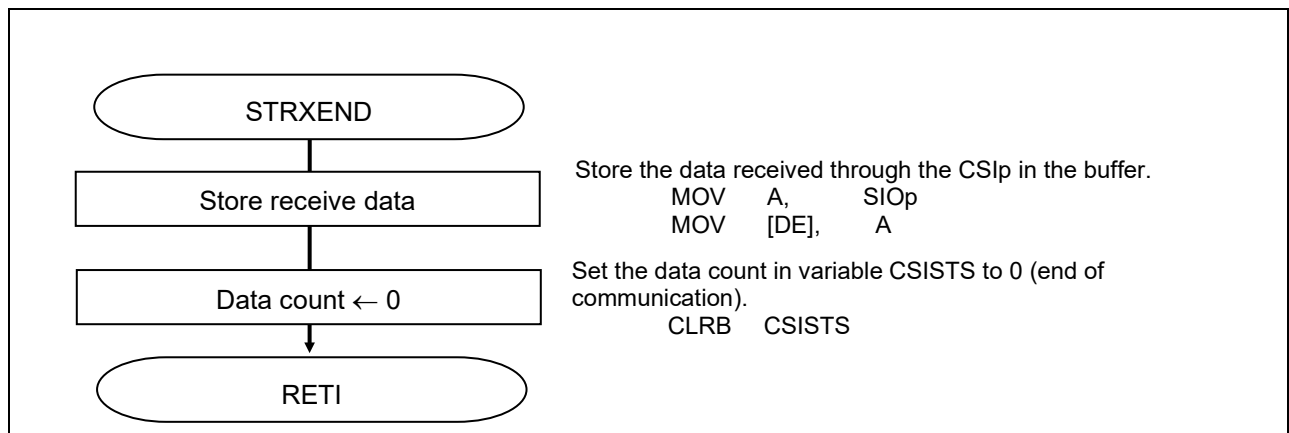 STRXEND
Store receive data
Store the data received through the CSIp in the buffer.
MOV A, SIOp
MOV [DE], A
Data count ← 0
Set the data count in variable CSISTS to 0 (end of
communication).
CLRB CSISTS
RETI